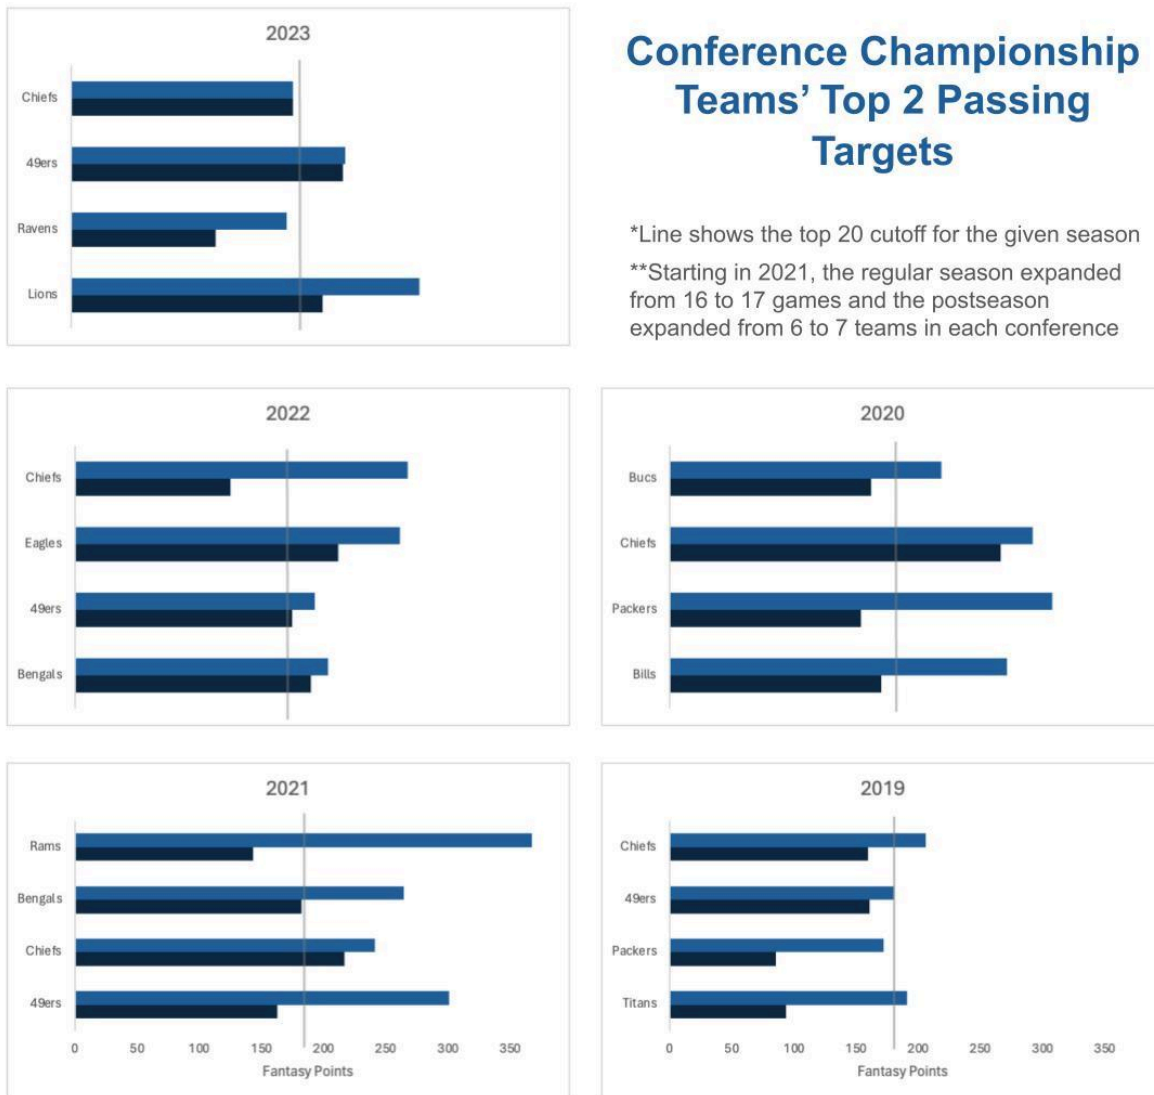 2023
Chiefs
49ers
Ravens
Lions
Conference Championship
Teams’ Top 2 Passing
Targets
*Line shows the top 20 cutoff for the given season
**Starting in 2021, the regular season expanded
from 16 to 17 games and the postseason
expanded from 6 to 7 teams in each conference
2022
Chiefs
Eagles
49ers
Bengals
2020
Bucs
Chiefs
Packers
Bills
2021
Rams
Bengals
Chiefs
49ers
0 50 100 150 200 250 300 350
Fantasy Points
2019
Chiefs
49ers
Packers
Titans
0 50 100 150 200 250 300 350
Fantasy Points